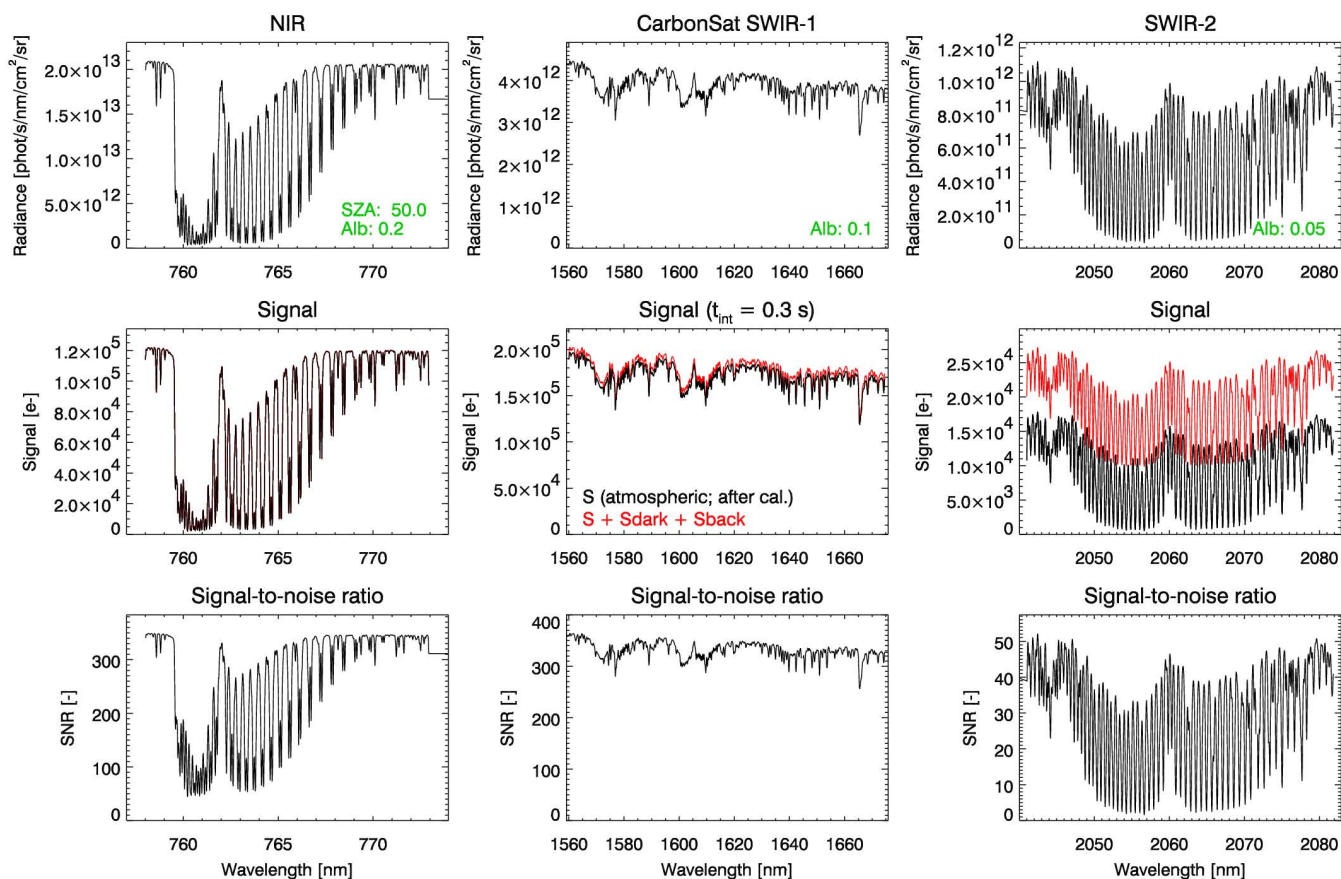 NIR
Radiance [phot/s/nm/cm²/sr]
2.0×10¹³
1.5×10¹³
1.0×10¹³
5.0×10¹²
0
SZA: 50.0
Alb: 0.2
760 765 770
CarbonSat SWIR-1
Radiance [phot/s/nm/cm²/sr]
4×10¹²
3×10¹²
2×10¹²
1×10¹²
0
Alb: 0.1
1560 1580 1600 1620 1640 1660
SWIR-2
Radiance [phot/s/nm/cm²/sr]
1.2×10¹²
1.0×10¹²
8.0×10¹¹
6.0×10¹¹
4.0×10¹¹
2.0×10¹¹
0
Alb: 0.05
2050 2060 2070 2080
Signal
Signal [e-]
1.2×10⁵
1.0×10⁵
8.0×10⁴
6.0×10⁴
4.0×10⁴
2.0×10⁴
0
760 765 770
Signal (t_int = 0.3 s)
Signal [e-]
2.0×10⁵
1.5×10⁵
1.0×10⁵
5.0×10⁴
0
S (atmospheric; after cal.)
S + Sdark + Sback
1560 1580 1600 1620 1640 1660
Signal
Signal [e-]
2.5×10⁴
2.0×10⁴
1.5×10⁴
1.0×10⁴
5.0×10³
0
2050 2060 2070 2080
Signal-to-noise ratio
SNR [-]
300
200
100
0
760 765 770
Wavelength [nm]
Signal-to-noise ratio
SNR [-]
400
300
200
100
0
1560 1580 1600 1620 1640 1660
Wavelength [nm]
Signal-to-noise ratio
SNR [-]
50
40
30
20
10
0
2050 2060 2070 2080
Wavelength [nm]